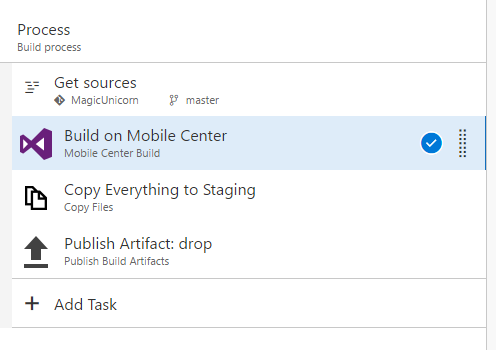 Process
Build process
Get sources
MagicUnicorn master
Build on Mobile Center
Mobile Center Build
Copy Everything to Staging
Copy Files
Publish Artifact: drop
Publish Build Artifacts
+ Add Task